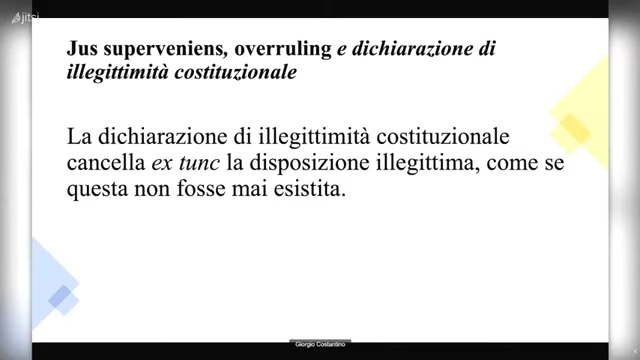 jitsi
Jus superveniens, overruling e dichiarazione di
illegittimità costituzionale
La dichiarazione di illegittimità costituzionale
cancella ex tunc la disposizione illegittima, come se
questa non fosse mai esistita.
Giorgio Costantino